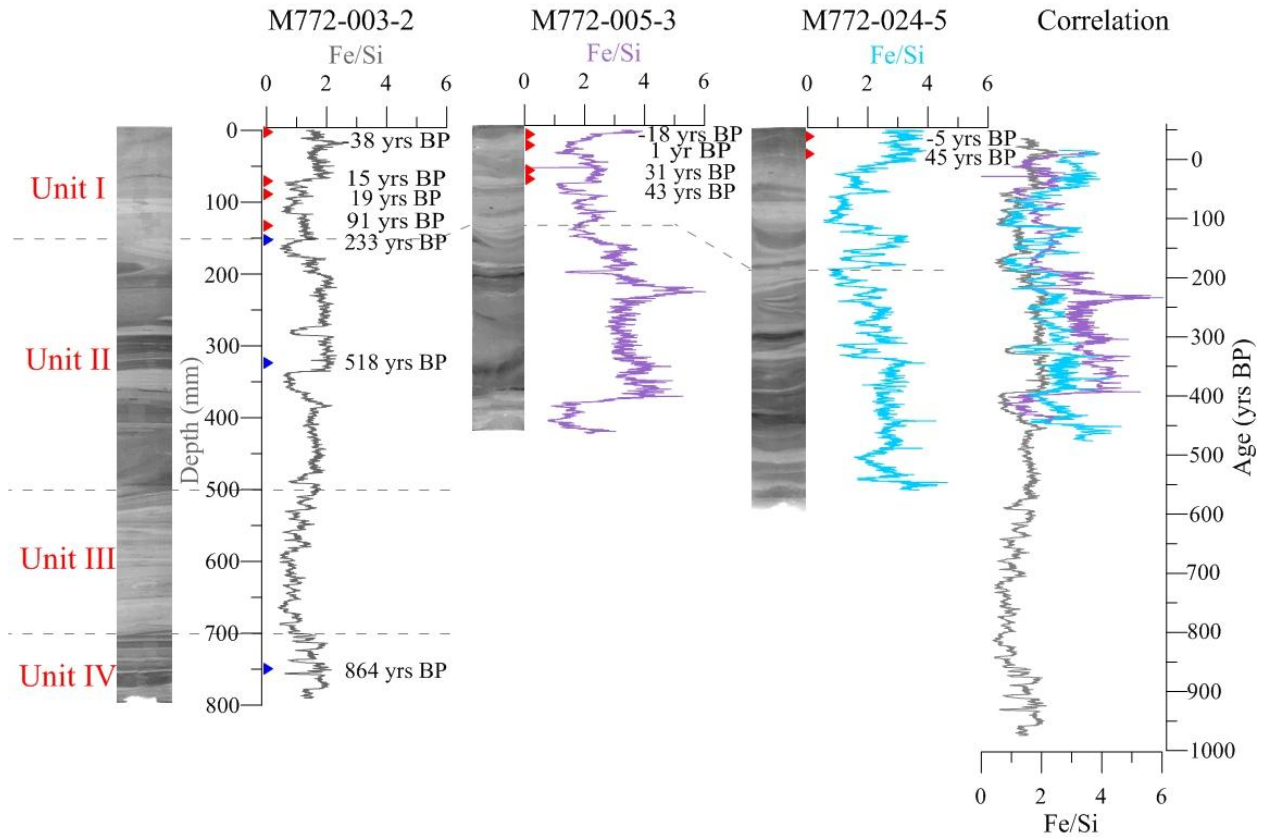 M772-003-2 M772-005-3 M772-024-5 Correlation
Fe/Si Fe/Si Fe/Si
0 2 4 6 0 2 4 6 0 2 4 6
0 -38 yrs BP -18 yrs BP -5 yrs BP
1 yr BP 45 yrs BP 0
Unit I 15 yrs BP 31 yrs BP
100 19 yrs BP 43 yrs BP
91 yrs BP 100
233 yrs BP
200 200
300 300
Unit II 518 yrs BP
400 400
Depth (mm) Age (yrs BP)
500 500
600 600
Unit III
700 700
Unit IV 864 yrs BP 800
800 900
1000
0 2 4 6
Fe/Si